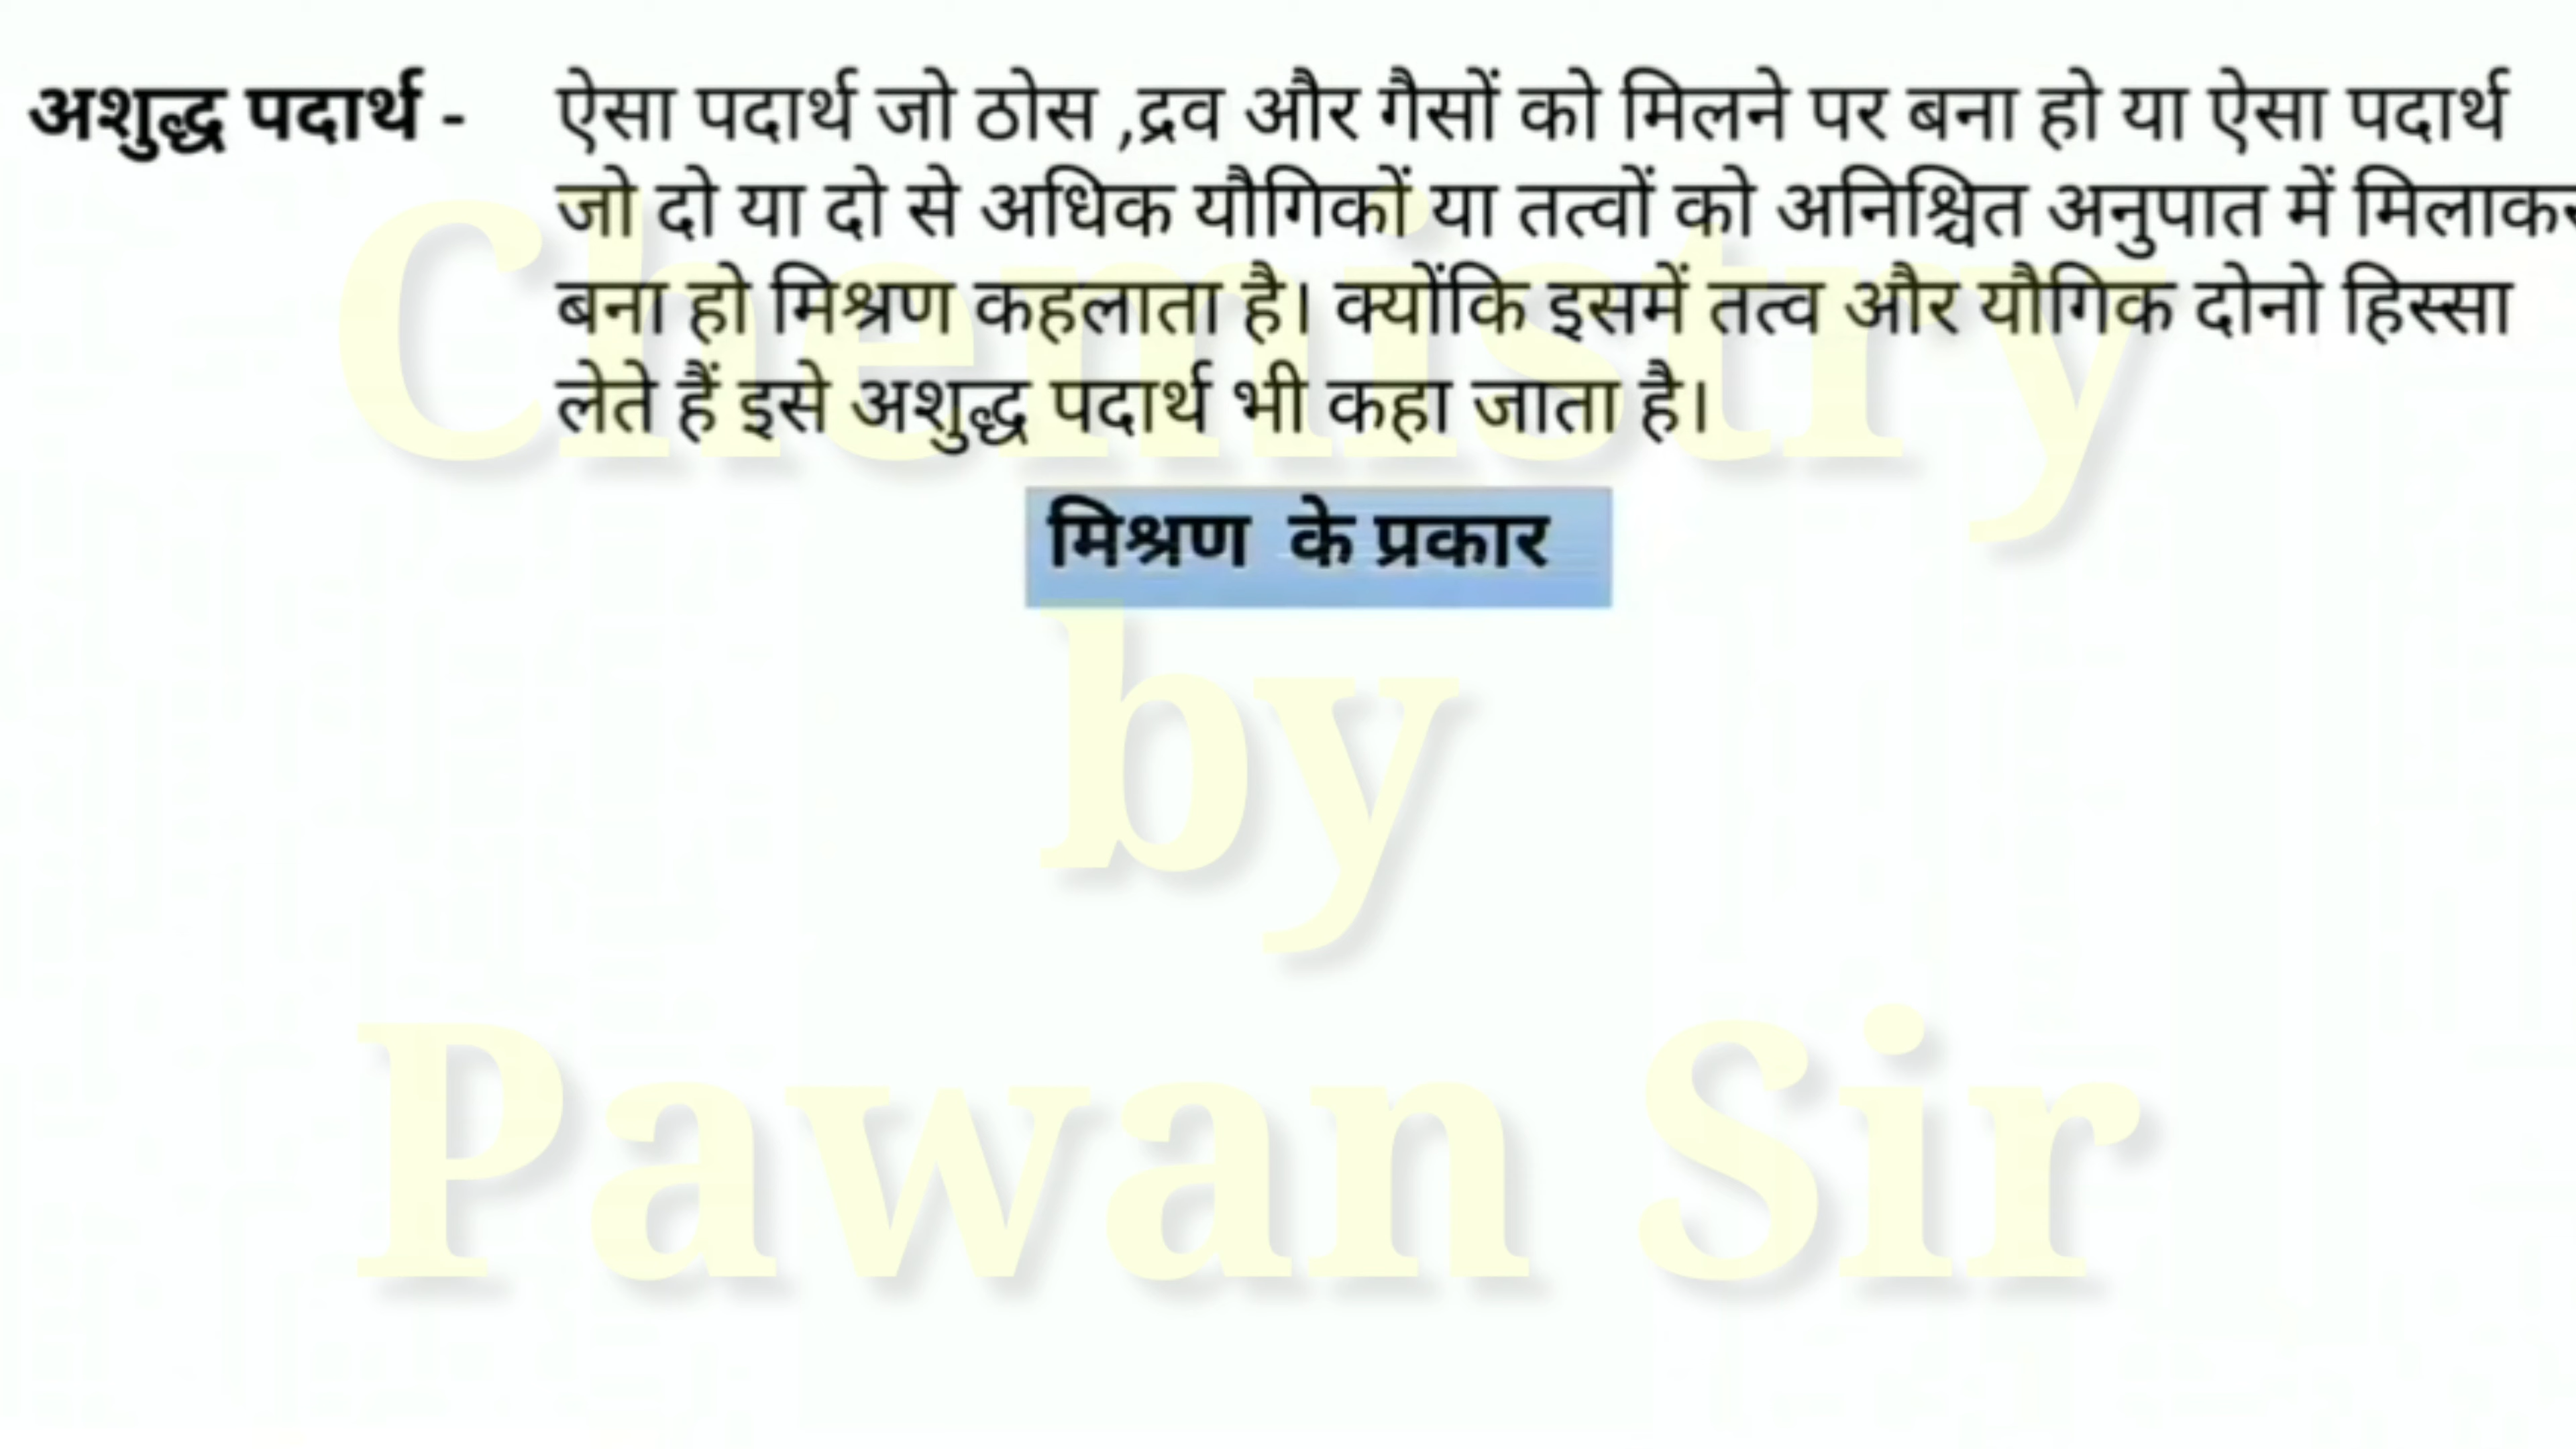 अशुद्ध पदार्थ - ऐसा पदार्थ जो ठोस ,द्रव और गैसों को मिलने पर बना हो या ऐसा पदार्थ
जो दो या दो से अधिक यौगिकों या तत्वों को अनिश्चित अनुपात में मिलाकर
बना हो मिश्रण कहलाता है। क्योंकि इसमें तत्व और यौगिक दोनो हिस्सा
लेते हैं इसे अशुद्ध पदार्थ भी कहा जाता है।
मिश्रण के प्रकार
Chemistry
by
Pawan Sir